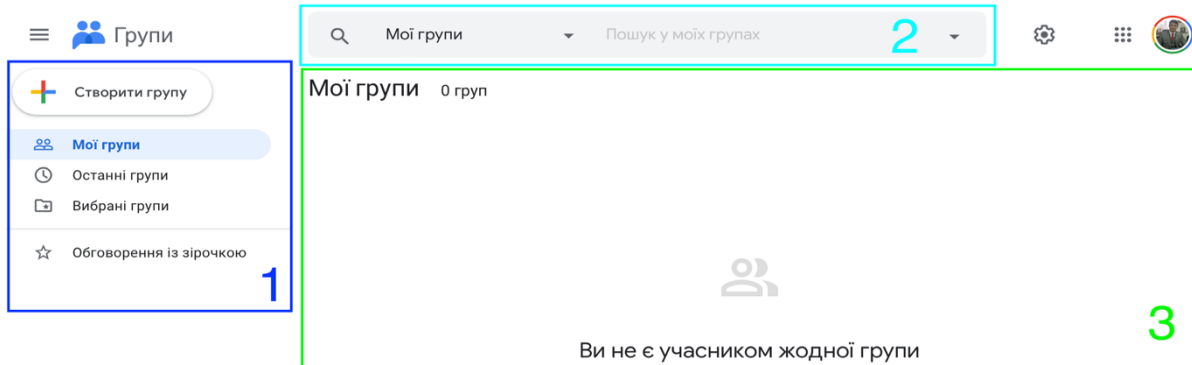 Групи
Мої групи
Пошук у моїх групах
2
Створити групу
Мої групи
Останні групи
Вибрані групи
Обговорення із зірочкою
1
Мої групи 0 груп
Ви не є учасником жодної групи
3